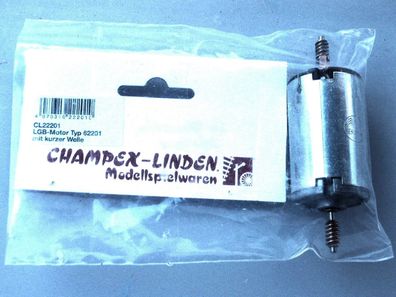 CL22201
LGB-Motor Typ 62201
mit kurzer Welle
CHAMPEX-LINDEN
Modellspielwaren